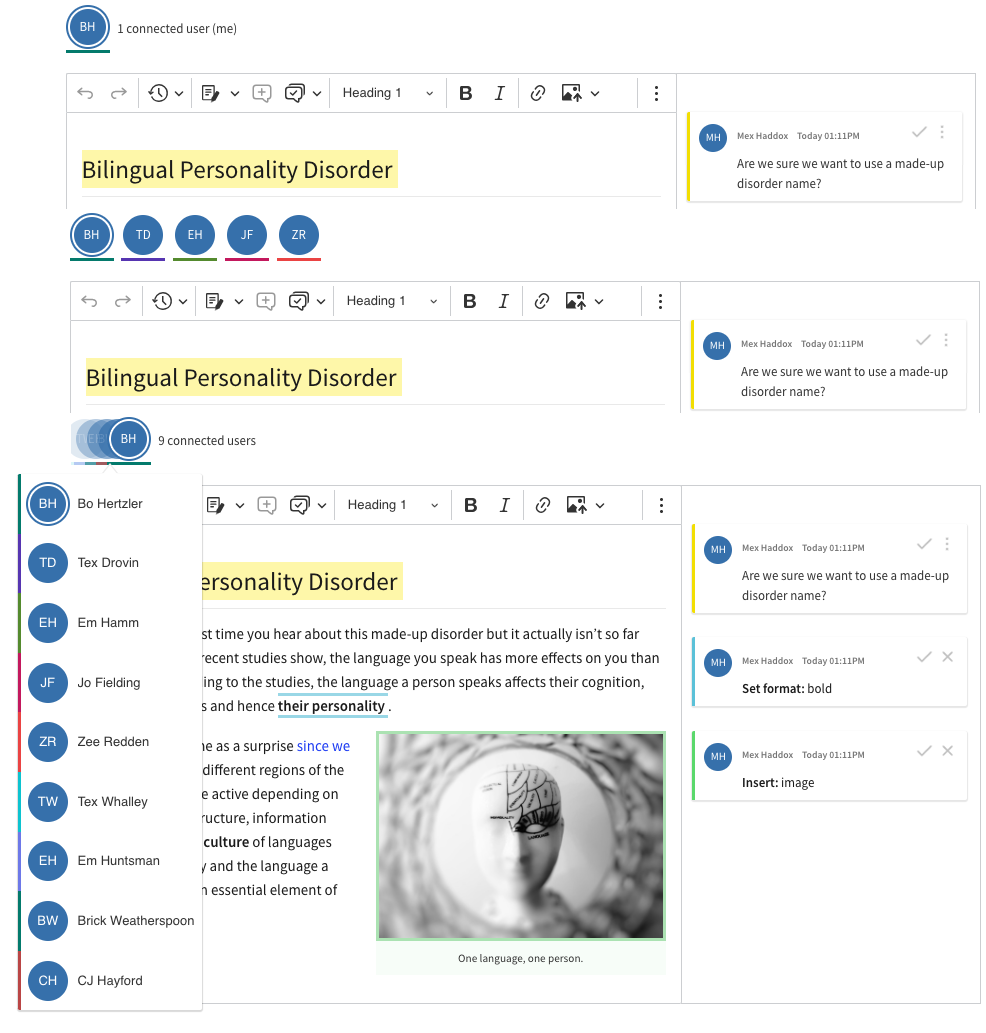 BH 1 connected user (me)
Heading 1 B I
Bilingual Personality Disorder
MH Mex Haddox Today 01:11PM
Are we sure we want to use a made-up
disorder name?
BH TD EH JF ZR
Heading 1 B I
Bilingual Personality Disorder
MH Mex Haddox Today 01:11PM
Are we sure we want to use a made-up
disorder name?
BH 9 connected users
BH Bo Hertzler
TD Tex Drovin
EH Em Hamm
JF Jo Fielding
ZR Zee Redden
TW Tex Whalley
EH Em Huntsman
BW Brick Weatherspoon
CH CJ Hayford
Heading 1 B I
ersonality Disorder
st time you hear about this made-up disorder but it actually isn’t so far
recent studies show, the language you speak has more effects on you than
ing to the studies, the language a person speaks affects their cognition,
s and hence their personality .
ne as a surprise since we
different regions of the
e active depending on
ructure, information
culture of languages
y and the language a
n essential element of
LANGUAGE
One language, one person.
MH Mex Haddox Today 01:11PM
Are we sure we want to use a made-up
disorder name?
MH Mex Haddox Today 01:11PM
Set format: bold
MH Mex Haddox Today 01:11PM
Insert: image